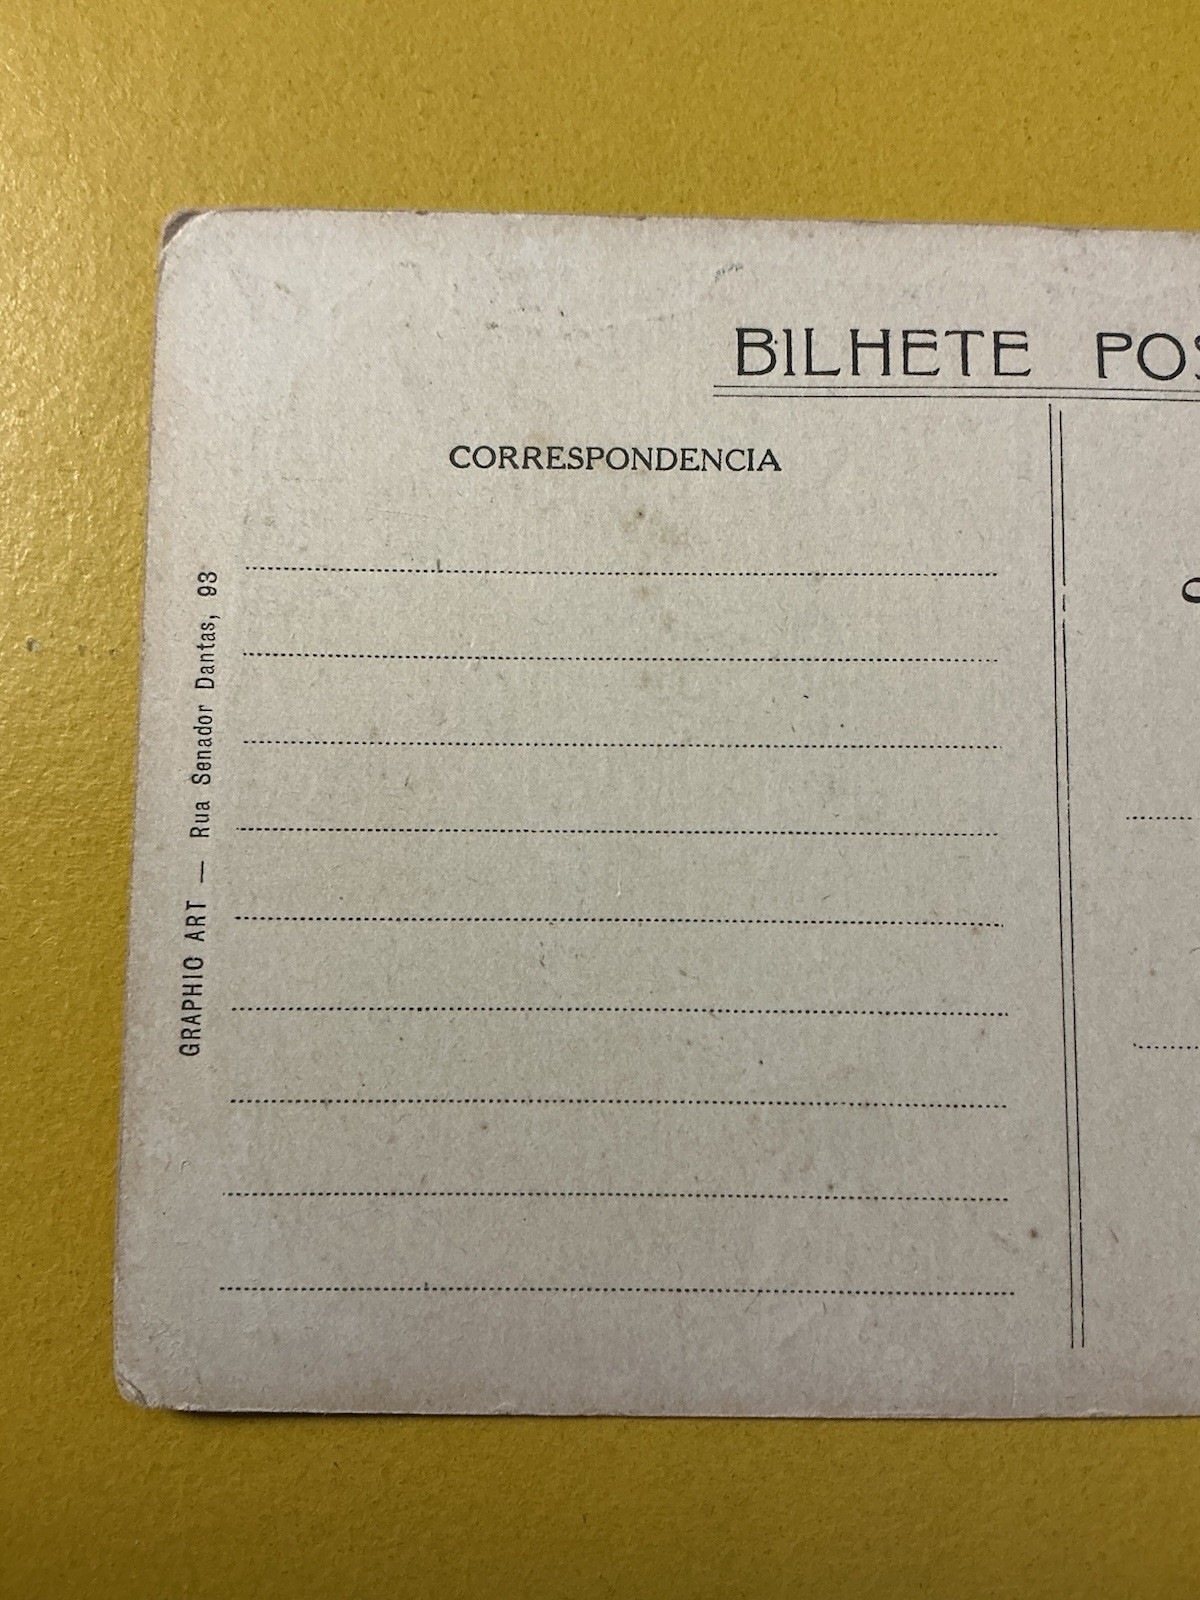 BILHETE POS
CORRESPONDENCIA
GRAPHIC ART — Rua Senador Dantas, 93